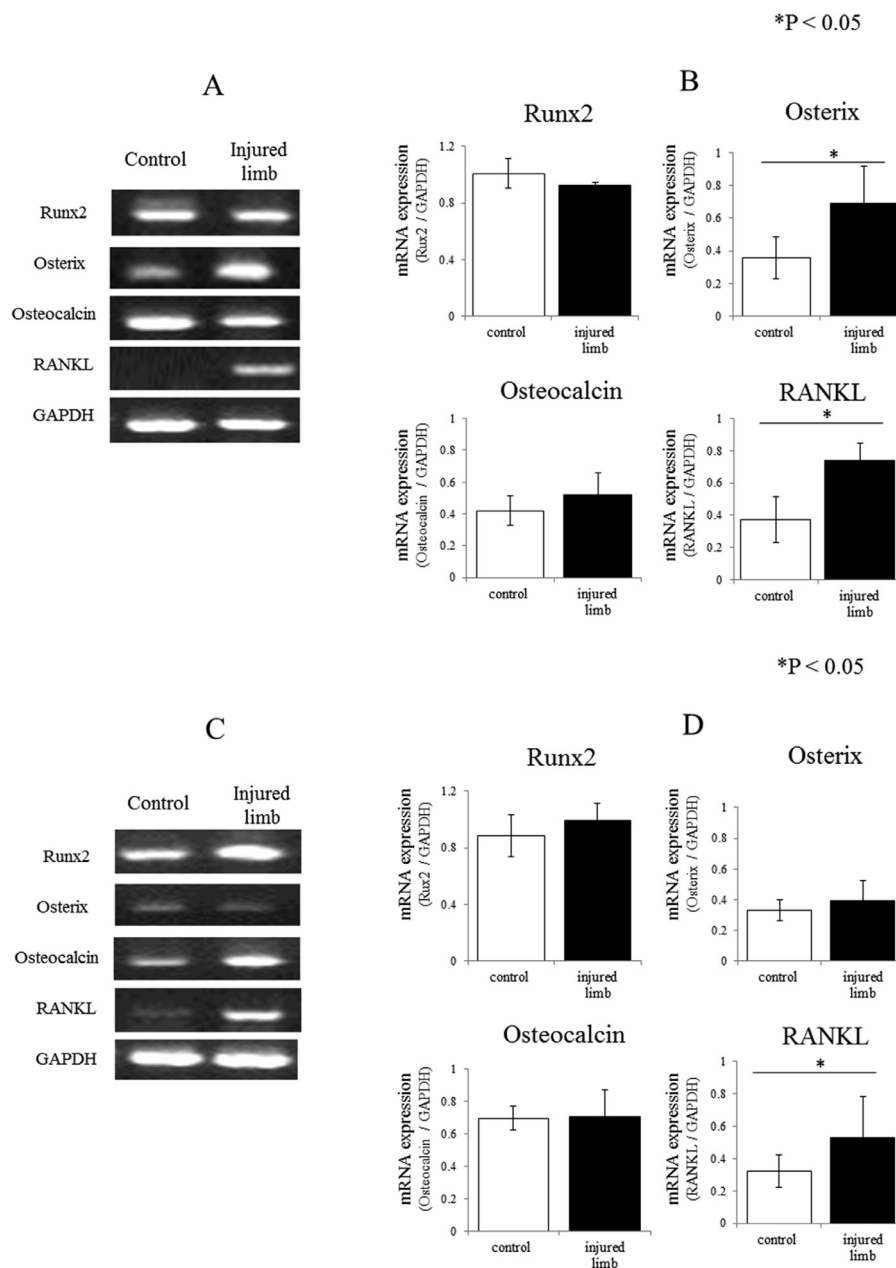 *P < 0.05
A
Control
Injured
limb
Runx2
Osterix
Osteocalcin
RANKL
GAPDH
B
Runx2
mRNA expression
(Rux2 / GAPDH)
1.2
0.8
0.4
0
control
injured
limb
Osterix
*
mRNA expression
(Osterix / GAPDH)
1
0.8
0.6
0.4
0.2
0
control
injured
limb
Osteocalcin
mRNA expression
(Osteocalcin / GAPDH)
1
0.8
0.6
0.4
0.2
0
control
injured
limb
RANKL
*
mRNA expression
(RANKL / GAPDH)
1
0.8
0.6
0.4
0.2
0
control
injured
limb
*P < 0.05
C
Control
Injured
limb
Runx2
Osterix
Osteocalcin
RANKL
GAPDH
D
Runx2
mRNA expression
(Rux2 / GAPDH)
1.2
0.8
0.4
0
control
injured
limb
Osterix
mRNA expression
(Osterix / GAPDH)
1
0.8
0.6
0.4
0.2
0
control
injured
limb
Osteocalcin
mRNA expression
(Osteocalcin / GAPDH)
1
0.8
0.6
0.4
0.2
0
control
injured
limb
RANKL
*
mRNA expression
(RANKL / GAPDH)
1
0.8
0.6
0.4
0.2
0
control
injured
limb